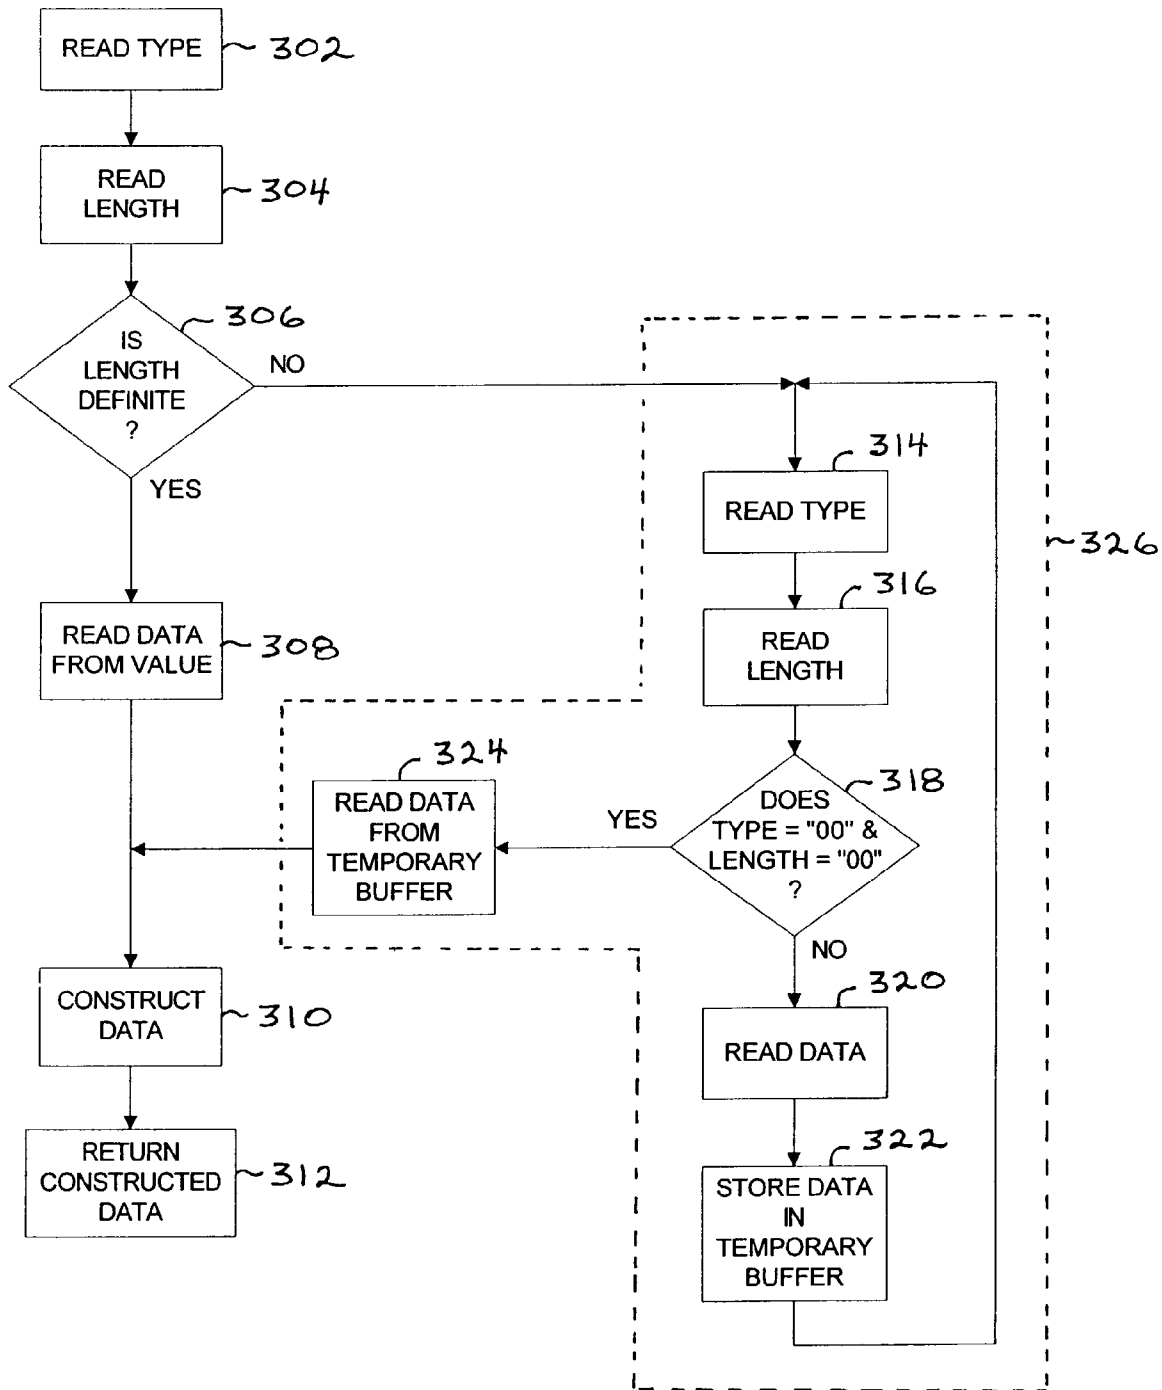 READ TYPE
302
READ
LENGTH
304
306
IS
LENGTH
DEFINITE
?
NO
YES
314
READ TYPE
326
316
READ
LENGTH
READ DATA
FROM VALUE
308
324
READ DATA
FROM
TEMPORARY
BUFFER
YES
318
DOES
TYPE = "00" &
LENGTH = "00"
?
NO
320
READ DATA
CONSTRUCT
DATA
310
322
STORE DATA
IN
TEMPORARY
BUFFER
RETURN
CONSTRUCTED
DATA
312